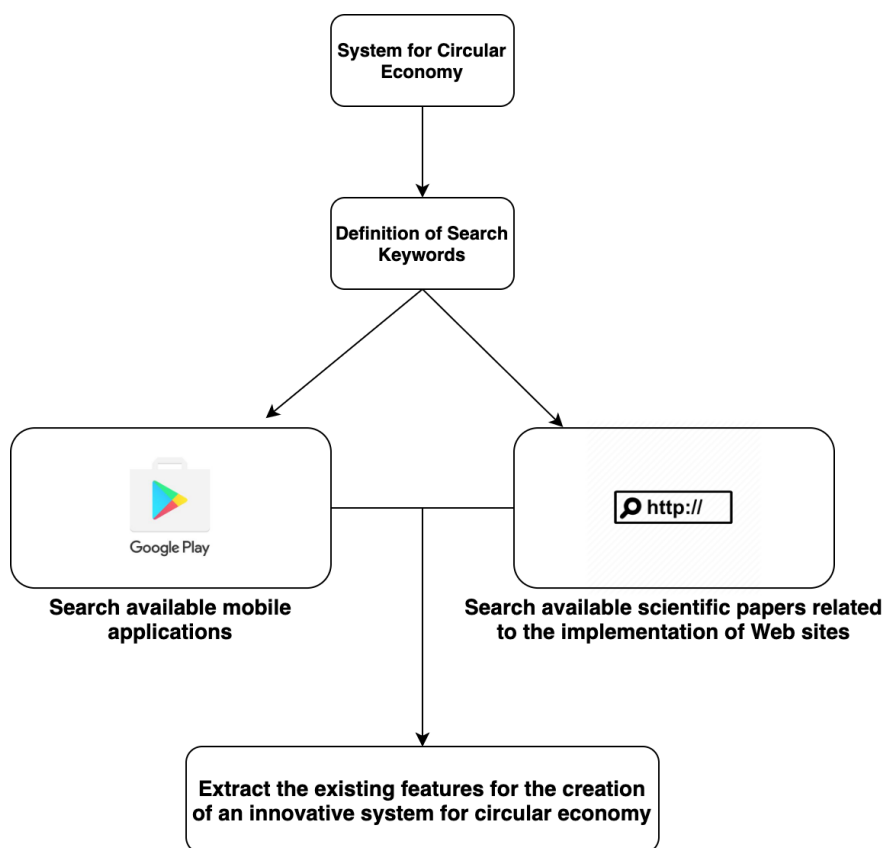 System for Circular
Economy
Definition of Search
Keywords
Google Play
http://
Search available mobile
applications
Search available scientific papers related
to the implementation of Web sites
Extract the existing features for the creation
of an innovative system for circular economy